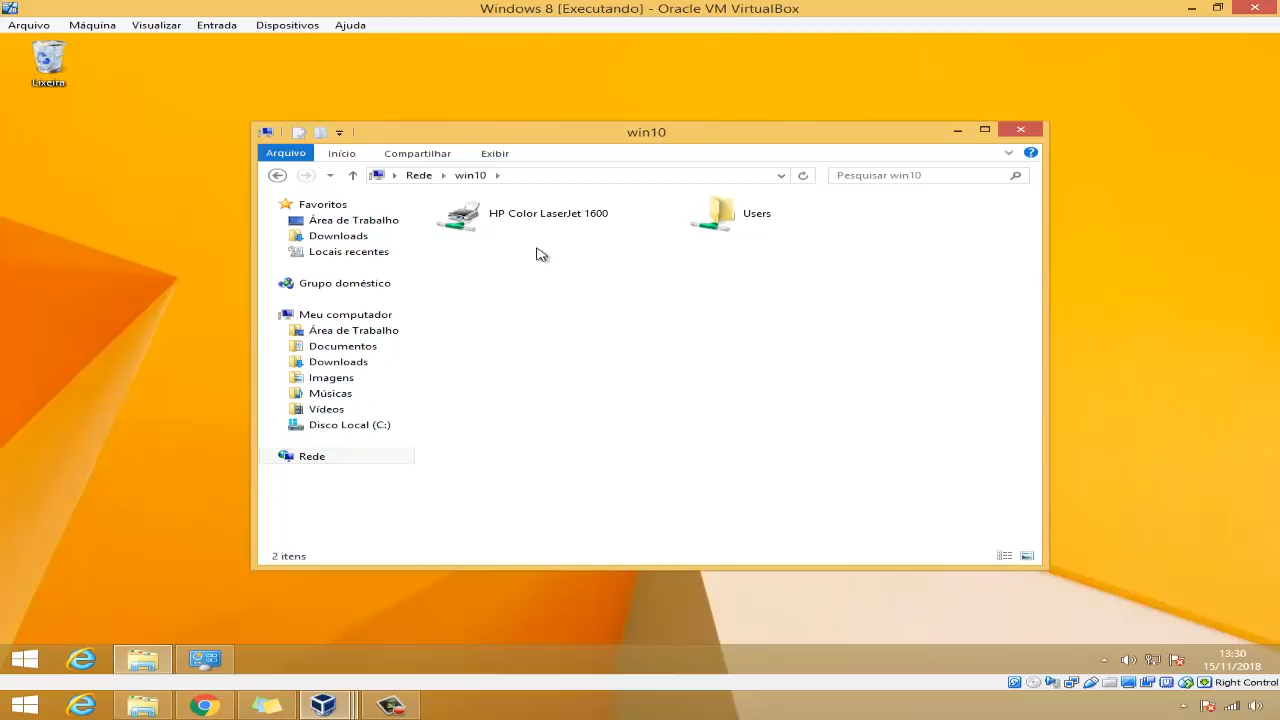 Windows 8 [Executando] - Oracle VM VirtualBox
Arquivo Máquina Visualizar Entrada Dispositivos Ajuda
Lixeira
win10
Arquivo Início Compartilhar Exibir
Rede win10 Pesquisar win10
Favoritos
Área de Trabalho
Downloads
Locais recentes
Grupo doméstico
Meu computador
Área de Trabalho
Documentos
Downloads
Imagens
Músicas
Vídeos
Disco Local (C:)
Rede
HP Color LaserJet 1600 Users
2 itens
13:30
15/11/2018
Right Control